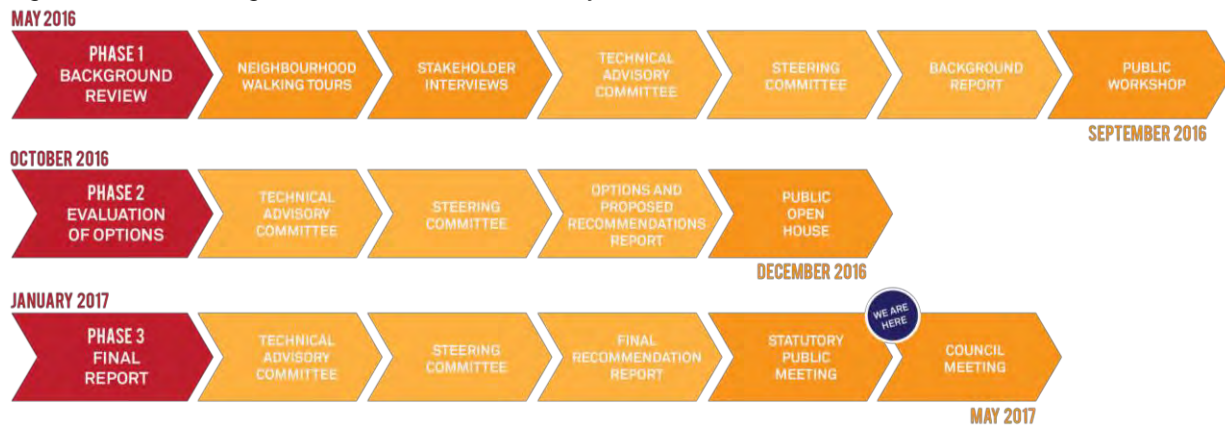 MAY 2016
PHASE 1
BACKGROUND
REVIEW
NEIGHBOURHOOD
WALKING TOURS
STAKEHOLDER
INTERVIEWS
TECHNICAL
ADVISORY
COMMITTEE
STEERING
COMMITTEE
BACKGROUND
REPORT
PUBLIC
WORKSHOP
SEPTEMBER 2016
OCTOBER 2016
PHASE 2
EVALUATION
OF OPTIONS
TECHNICAL
ADVISORY
COMMITTEE
STEERING
COMMITTEE
OPTIONS AND
PROPOSED
RECOMMENDATIONS
REPORT
PUBLIC
OPEN
HOUSE
DECEMBER 2016
JANUARY 2017
PHASE 3
FINAL
REPORT
TECHNICAL
ADVISORY
COMMITTEE
STEERING
COMMITTEE
FINAL
RECOMMENDATION
REPORT
STATUTORY
PUBLIC
MEETING
WE ARE
HERE
COUNCIL
MEETING
MAY 2017